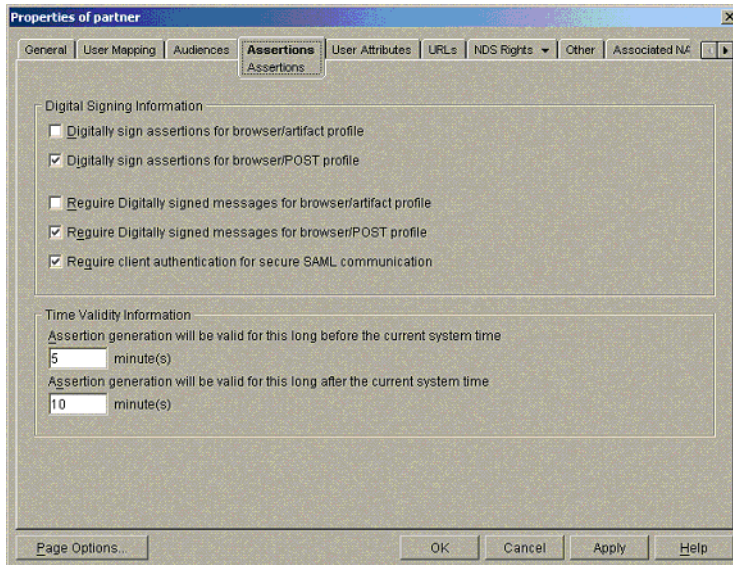 Properties of partner
General User Mapping Audiences Assertions User Attributes URLs NDS Rights Other Associated NA
Assertions
Digital Signing Information
Digitally sign assertions for browser/artifact profile
Digitally sign assertions for browser/POST profile
Require Digitally signed messages for browser/artifact profile
Require Digitally signed messages for browser/POST profile
Require client authentication for secure SAML communication
Time Validity Information
Assertion generation will be valid for this long before the current system time
5 minute(s)
Assertion generation will be valid for this long after the current system time
10 minute(s)
Page Options... OK Cancel Apply Help